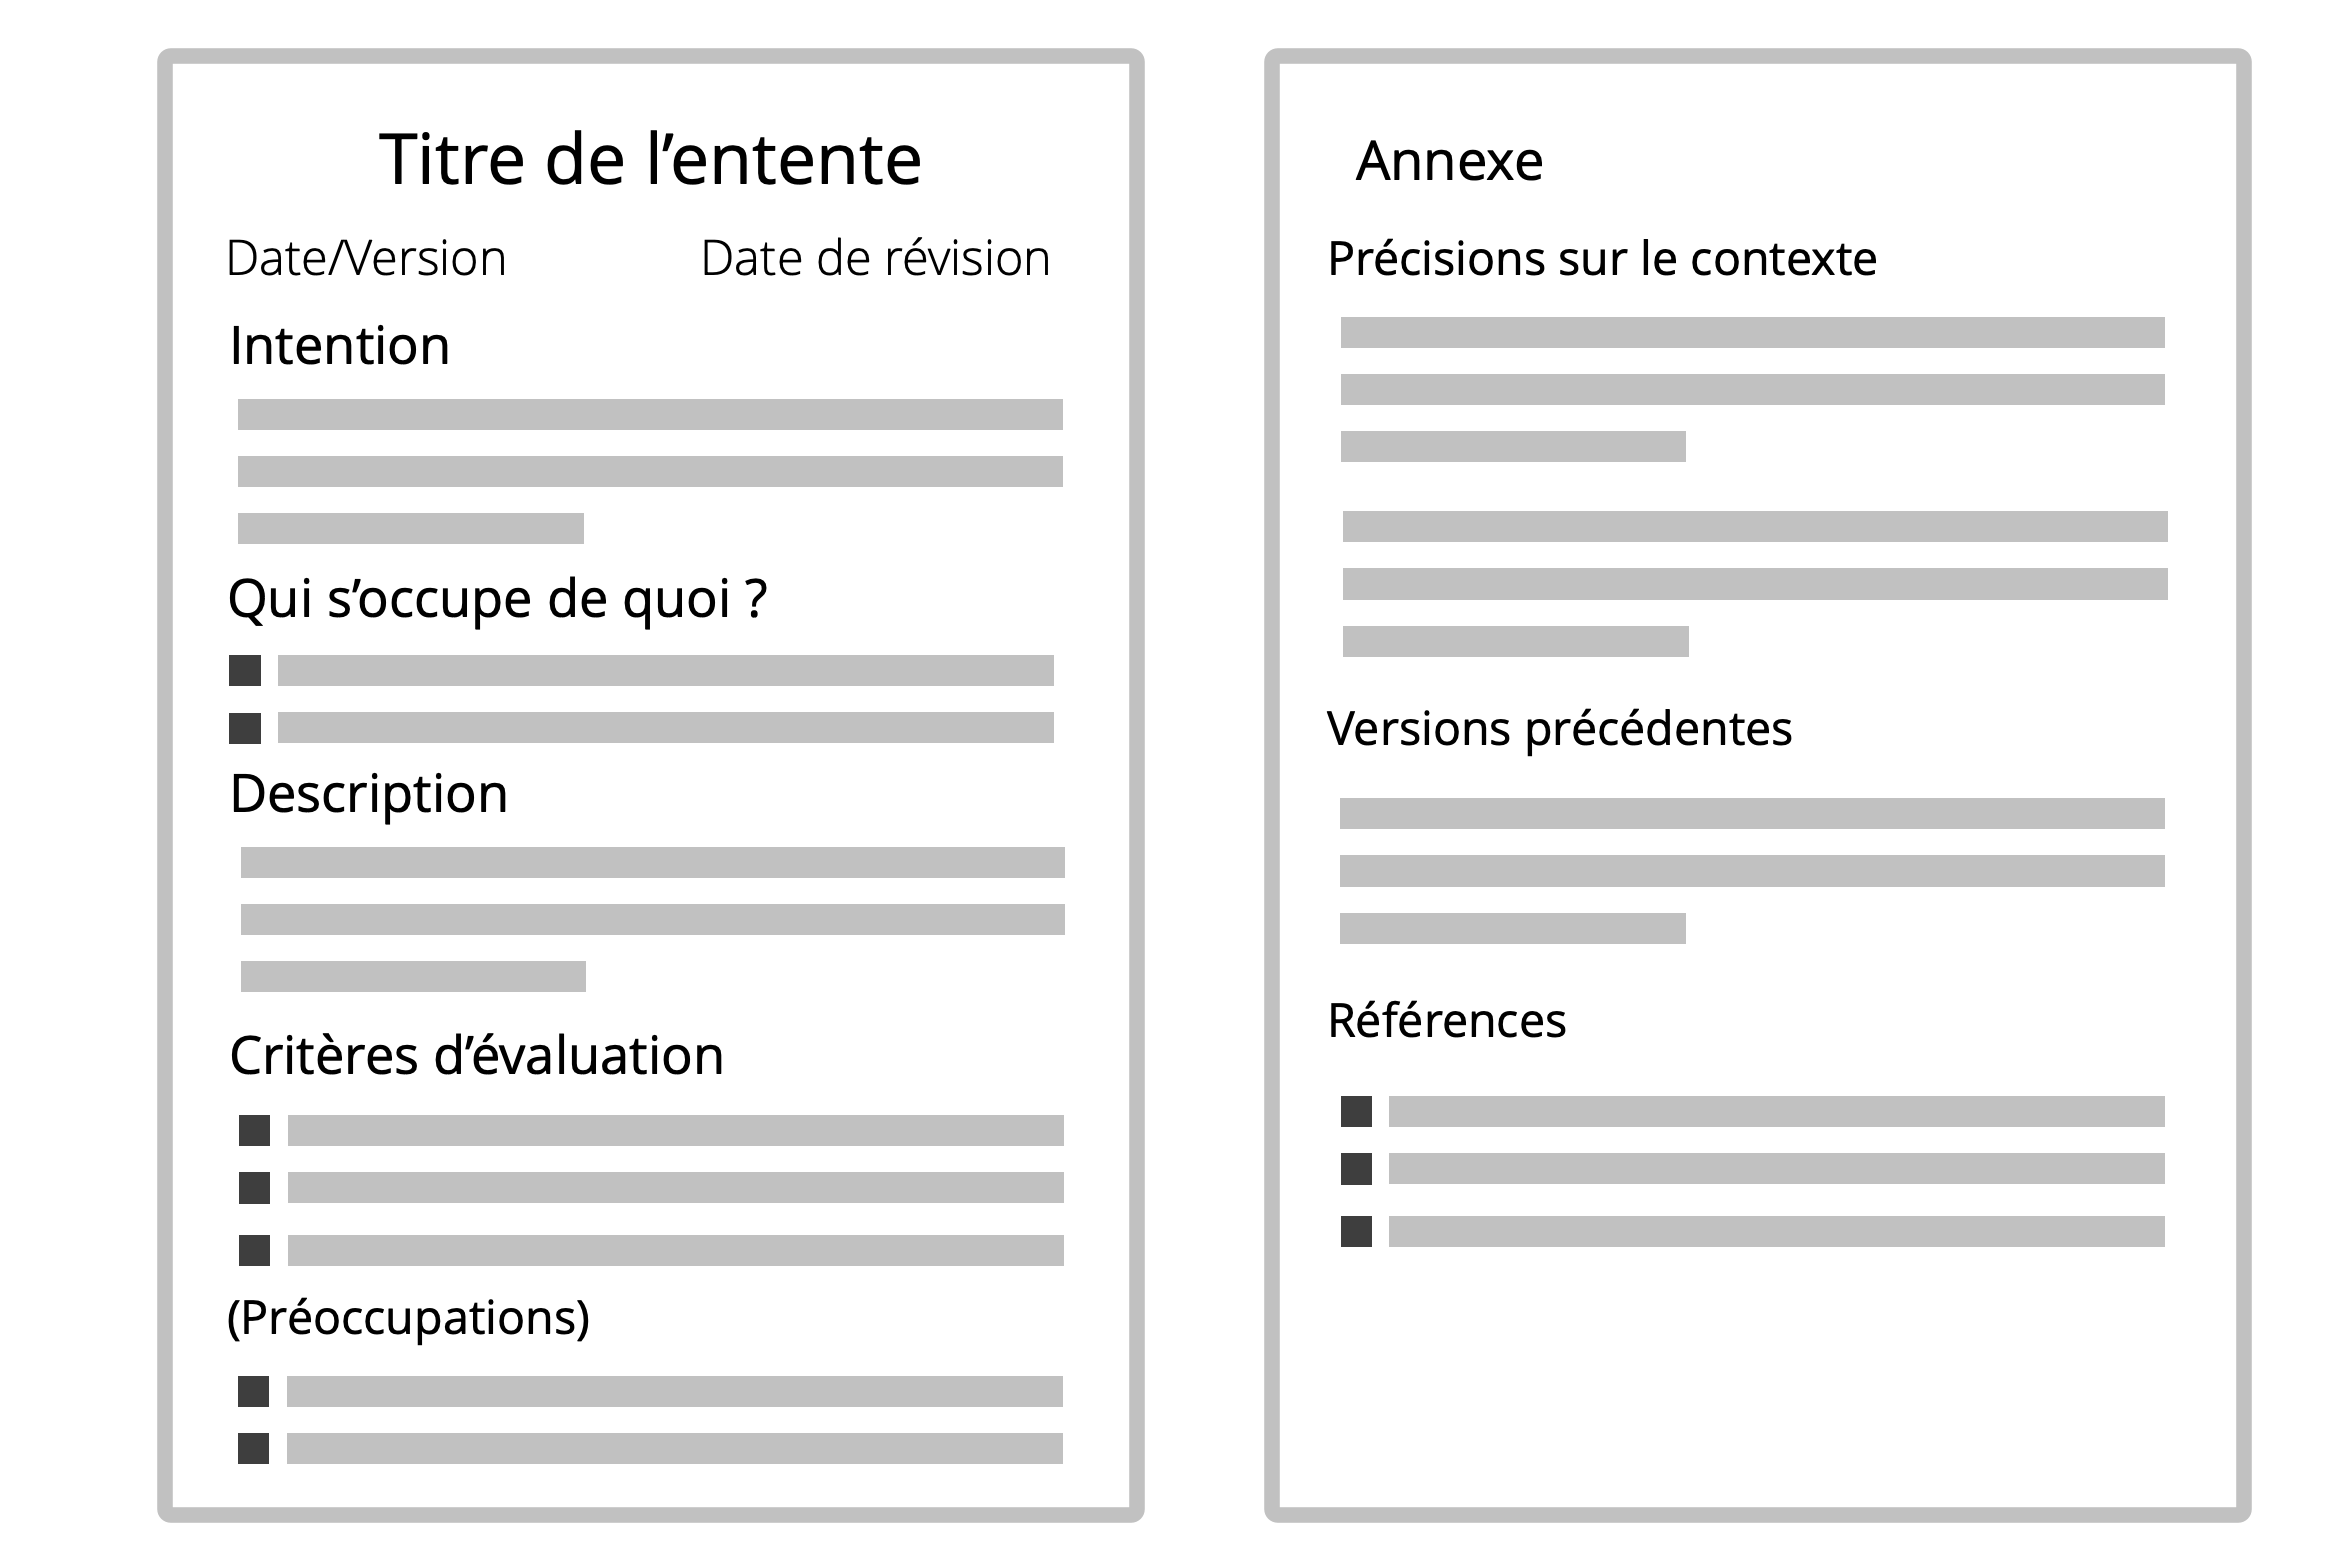 Titre de l’entente
Date/Version Date de révision
Intention
Qui s’occupe de quoi ?
Description
Critères d’évaluation
(Préoccupations)
Annexe
Précisions sur le contexte
Versions précédentes
Références